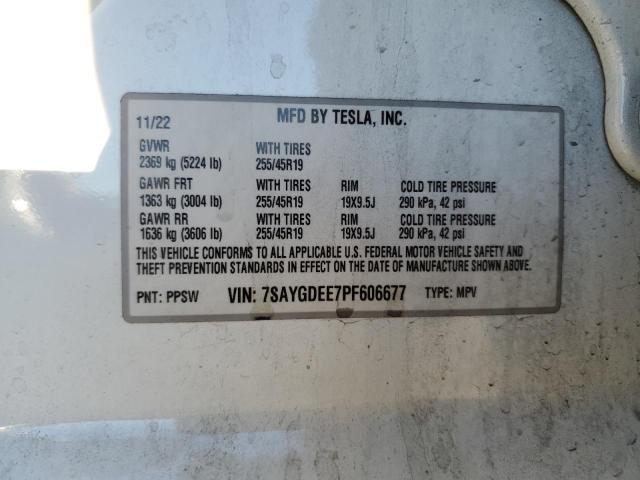 11/22 MFD BY TESLA, INC.
GVWR WITH TIRES
2369 kg (5224 lb) 255/45R19
GAWR FRT WITH TIRES RIM COLD TIRE PRESSURE
1363 kg (3004 lb) 255/45R19 19X9.5J 290 kPa, 42 psi
GAWR RR WITH TIRES RIM COLD TIRE PRESSURE
1636 kg (3606 lb) 255/45R19 19X9.5J 290 kPa, 42 psi
THIS VEHICLE CONFORMS TO ALL APPLICABLE U.S. FEDERAL MOTOR VEHICLE SAFETY AND
THEFT PREVENTION STANDARDS IN EFFECT ON THE DATE OF MANUFACTURE SHOWN ABOVE.
PNT: PPSW VIN: 7SAYGDEE7PF606677 TYPE: MPV